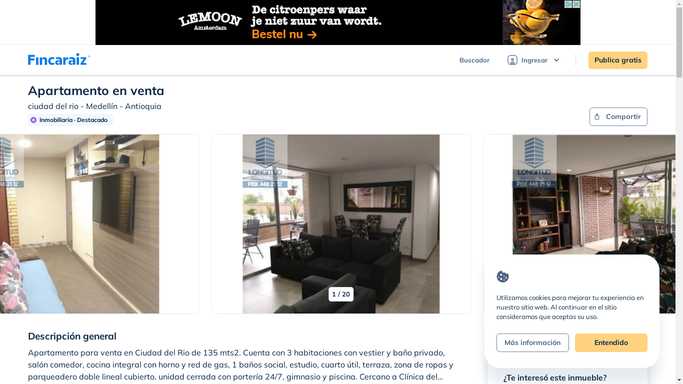 LEMOON
Amsterdam
De citroenpers waar
je niet zuur van wordt.
Bestel nu →
Fincaraíz
Buscador
Ingresar
Publica gratis
Apartamento en venta
ciudad del rio - Medellín - Antioquia
Inmobiliaria · Destacado
Compartir
LONGITUD
LONGITUD
LONGITUD
1 / 20
Utilizamos cookies para mejorar tu experiencia en
nuestro sitio web. Al continuar en el sitio
consideramos que aceptas su uso.
Más información
Entendido
Descripción general
Apartamento para venta en Ciudad del Rio de 135 mts2. Cuenta con 3 habitaciones con vestier y baño privado,
salón comedor, cocina integral con horno y red de gas, 1 baños social, estudio, cuarto útil, terraza, zona de ropas y
parqueadero doble lineal cubierto. unidad cerrada con portería 24/7, gimnasio y piscina. Cercano a Clínica del...
¿Te interesó este inmueble?